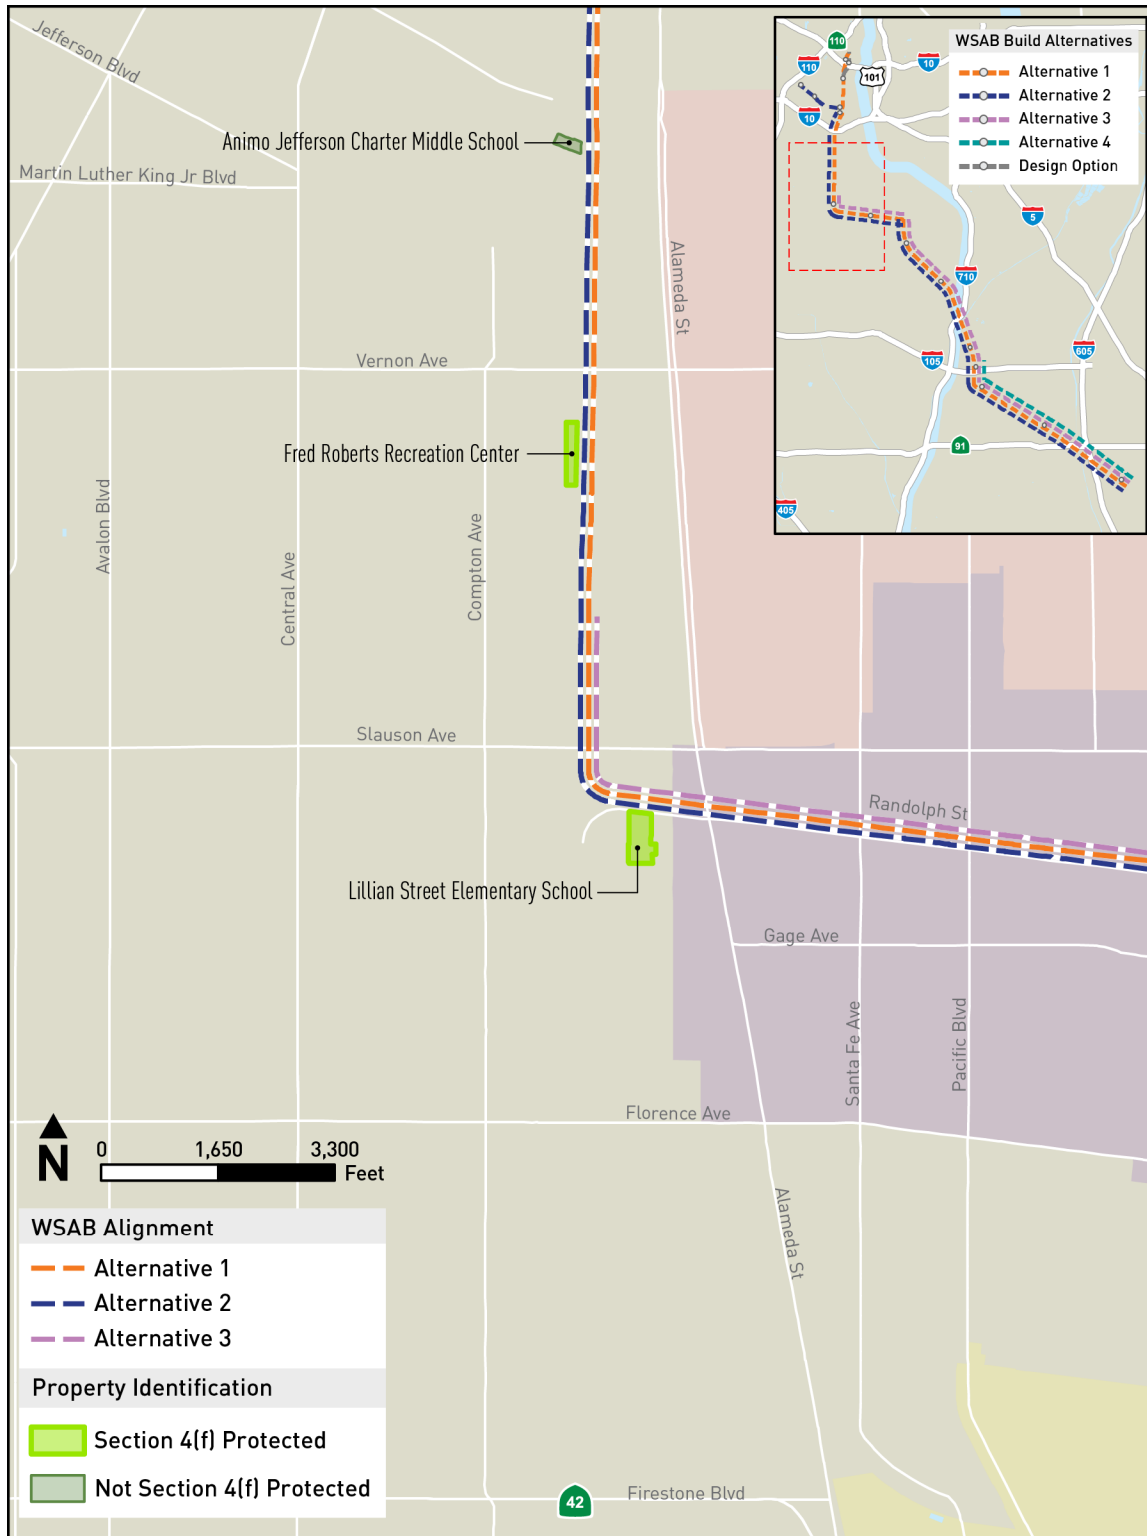 Jefferson Blvd
Animo Jefferson Charter Middle School
Martin Luther King Jr Blvd
Alameda St
Vernon Ave
Fred Roberts Recreation Center
Avalon Blvd
Central Ave
Compton Ave
Slauson Ave
Randolph St
Lillian Street Elementary School
Gage Ave
Santa Fe Ave
Pacific Blvd
Florence Ave
Alameda St
Firestone Blvd
42
WSAB Build Alternatives
Alternative 1
Alternative 2
Alternative 3
Alternative 4
Design Option
110
110
101
10
10
5
710
105
605
91
405
N
0 1,650 3,300
Feet
WSAB Alignment
Alternative 1
Alternative 2
Alternative 3
Property Identification
Section 4(f) Protected
Not Section 4(f) Protected